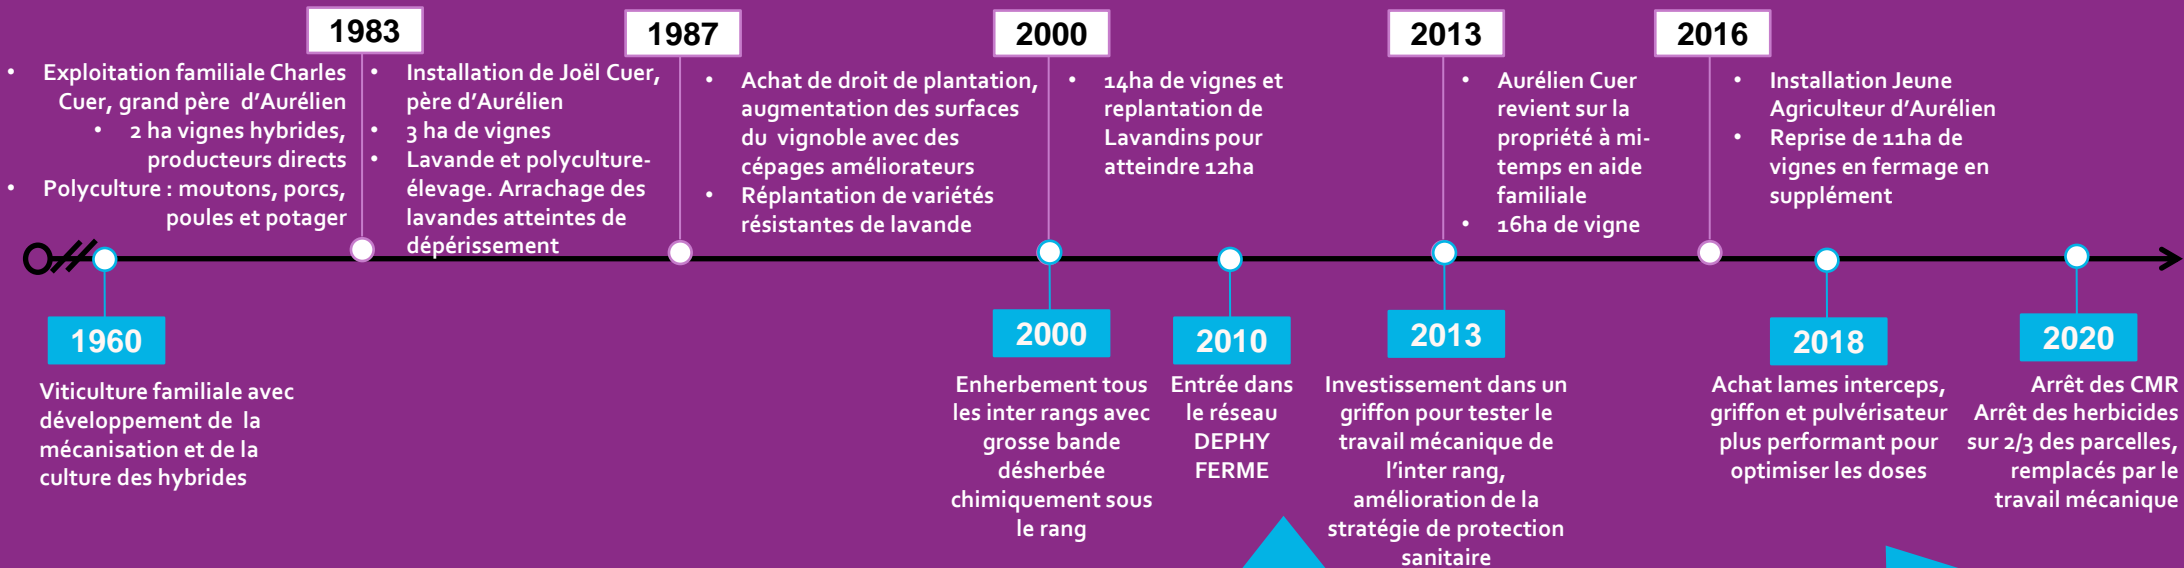 1983
1987
2000
2013
2016
• Exploitation familiale Charles
Cuer, grand père d’Aurélien
• 2 ha vignes hybrides,
producteurs directs
• Polyculture : moutons, porcs,
poules et potager
• Installation de Joël Cuer,
père d’Aurélien
• 3 ha de vignes
• Lavande et polyculture-
élevage. Arrachage des
lavandes atteintes de
dépérissement
• Achat de droit de plantation,
augmentation des surfaces
du vignoble avec des
cépages améliorateurs
• Réplantation de variétés
résistantes de lavande
• 14ha de vignes et
replantation de
Lavandins pour
atteindre 12ha
• Aurélien Cuer
revient sur la
propriété à mi-
temps en aide
familiale
• 16ha de vigne
• Installation Jeune
Agriculteur d’Aurélien
• Reprise de 11ha de
vignes en fermage en
supplément
1960
Viticulture familiale avec
développement de la
mécanisation et de la
culture des hybrides
2000
Enherbement tous
les inter rangs avec
grosse bande
désherbée
chimiquement sous
le rang
2010
Entrée dans
le réseau
DEPHY
FERME
2013
Investissement dans un
griffon pour tester le
travail mécanique de
l’inter rang,
amélioration de la
stratégie de protection
sanitaire
2018
Achat lames interceps,
griffon et pulvérisateur
plus performant pour
optimiser les doses
2020
Arrêt des CMR
Arrêt des herbicides
sur 2/3 des parcelles,
remplacés par le
travail mécanique